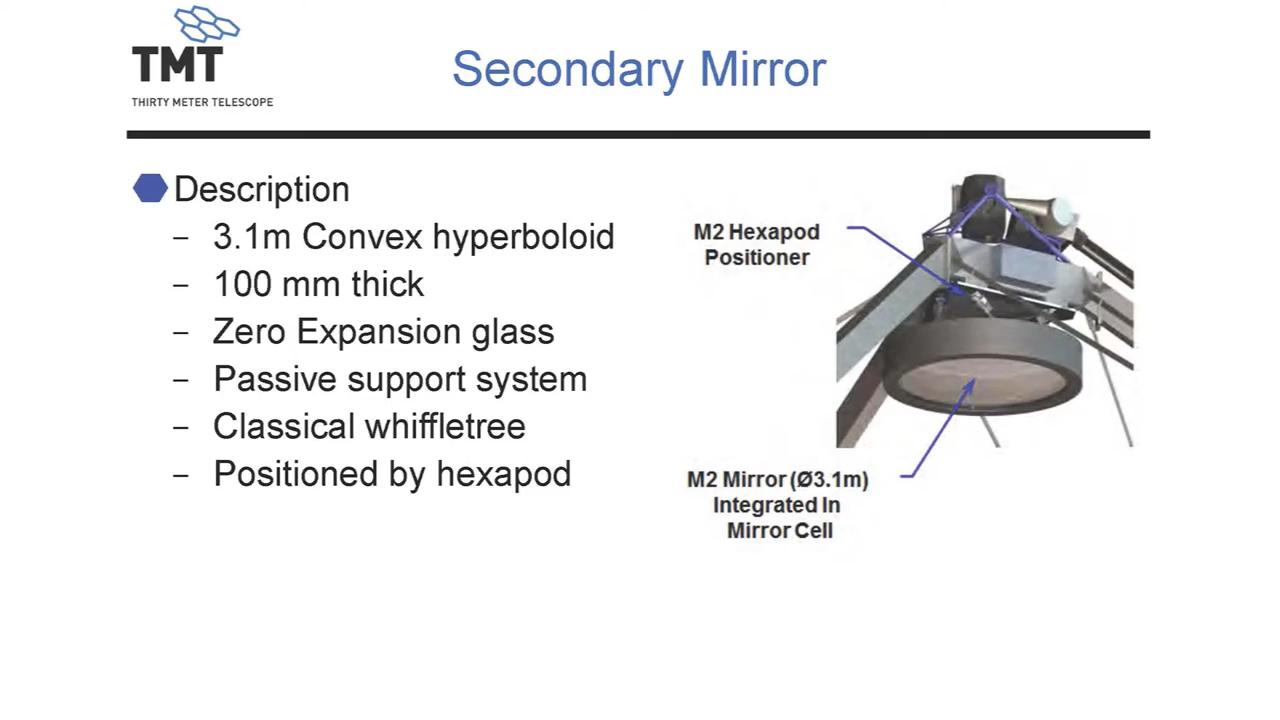 TMT
THIRTY METER TELESCOPE
Secondary Mirror
Description
– 3.1m Convex hyperboloid
– 100 mm thick
– Zero Expansion glass
– Passive support system
– Classical whiffletree
– Positioned by hexapod
M2 Hexapod
Positioner
M2 Mirror (Ø3.1m)
Integrated In
Mirror Cell